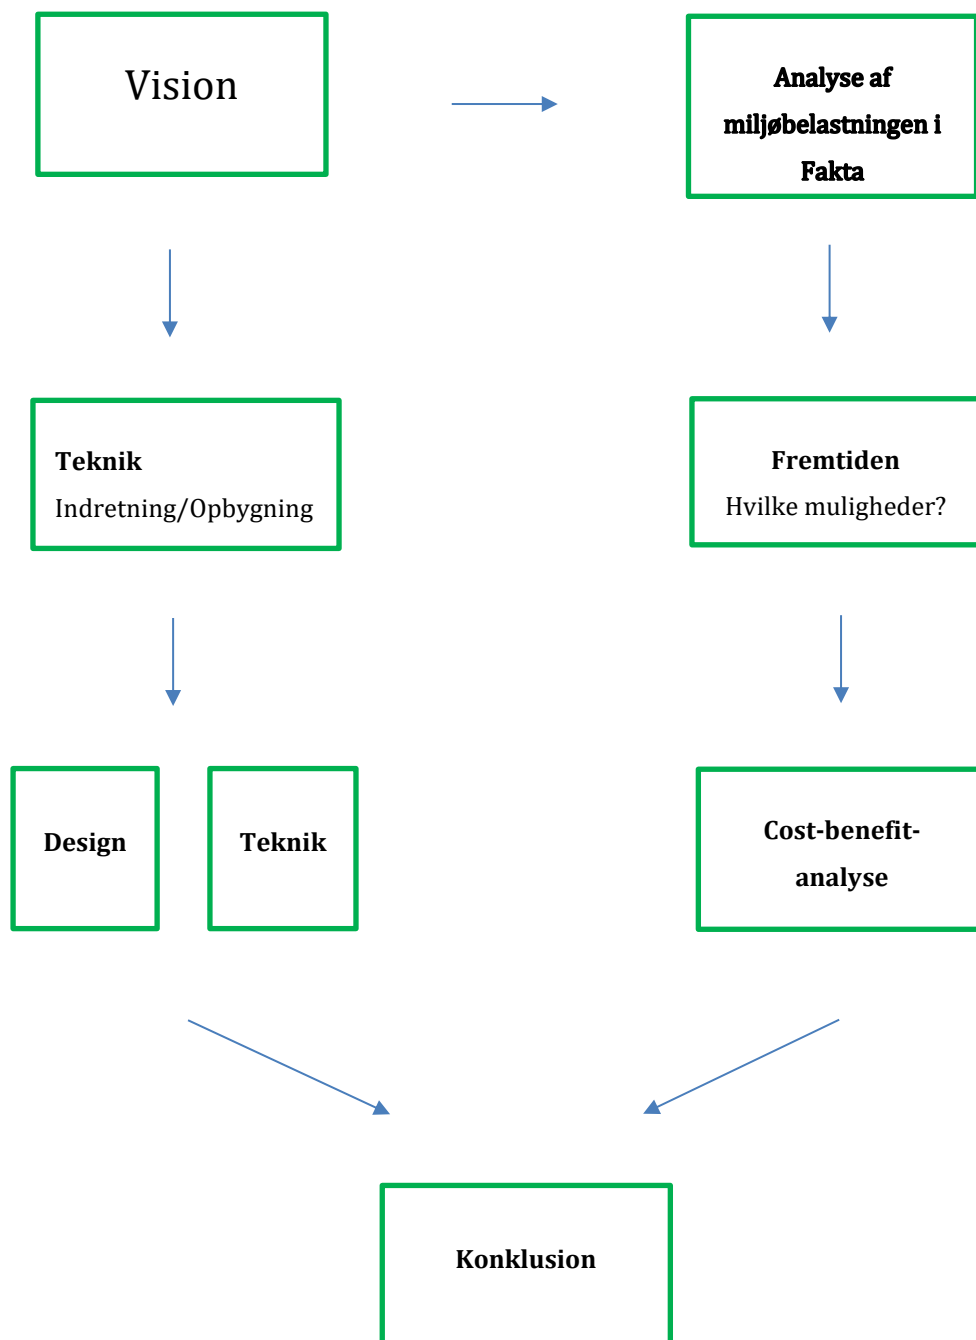 Vision
Analyse af
miljøbelastningen i
Fakta
Teknik
Indretning/Opbygning
Fremtiden
Hvilke muligheder?
Design
Teknik
Cost-benefit-
analyse
Konklusion